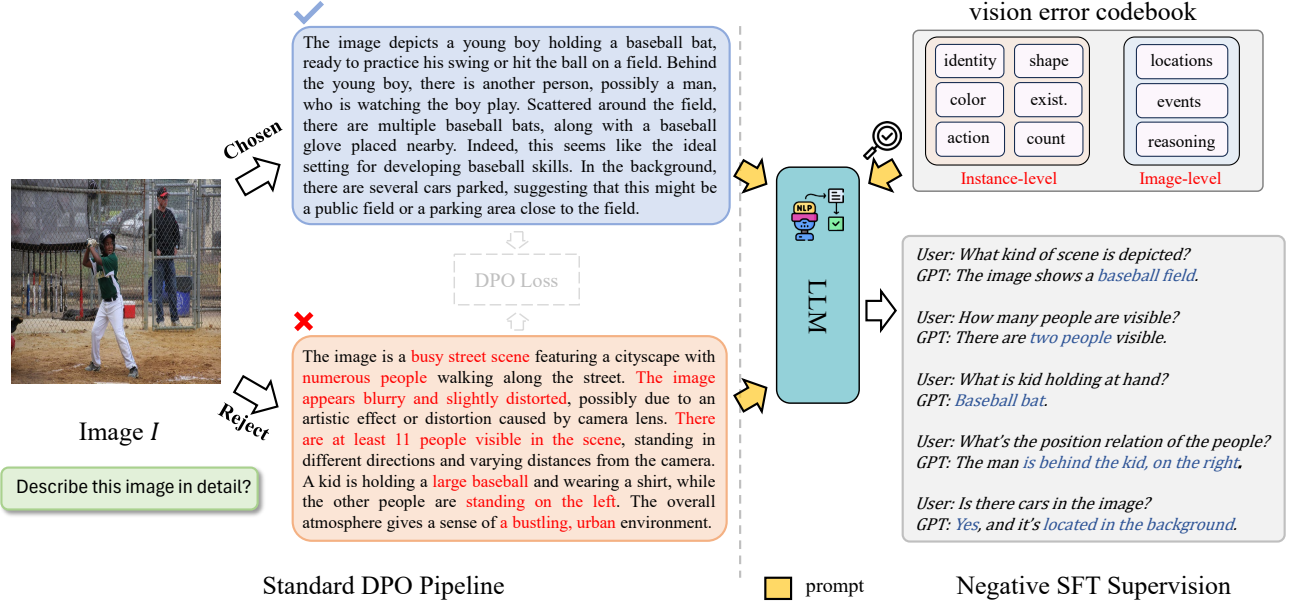 vision error codebook
The image depicts a young boy holding a baseball bat,
ready to practice his swing or hit the ball on a field. Behind
the young boy, there is another person, possibly a man,
who is watching the boy play. Scattered around the field,
there are multiple baseball bats, along with a baseball
glove placed nearby. Indeed, this seems like the ideal
setting for developing baseball skills. In the background,
there are several cars parked, suggesting that this might be
a public field or a parking area close to the field.
Chosen
identity
shape
color
exist.
action
count
Instance-level
locations
events
reasoning
Image-level
DPO Loss
NLP
LLM
Reject
Image I
Describe this image in detail?
The image is a busy street scene featuring a cityscape with
numerous people walking along the street. The image
appears blurry and slightly distorted, possibly due to an
artistic effect or distortion caused by camera lens. There
are at least 11 people visible in the scene, standing in
different directions and varying distances from the camera.
A kid is holding a large baseball and wearing a shirt, while
the other people are standing on the left. The overall
atmosphere gives a sense of a bustling, urban environment.
User: What kind of scene is depicted?
GPT: The image shows a baseball field.
User: How many people are visible?
GPT: There are two people visible.
User: What is kid holding at hand?
GPT: Baseball bat.
User: What's the position relation of the people?
GPT: The man is behind the kid, on the right.
User: Is there cars in the image?
GPT: Yes, and it's located in the background.
Standard DPO Pipeline
prompt
Negative SFT Supervision